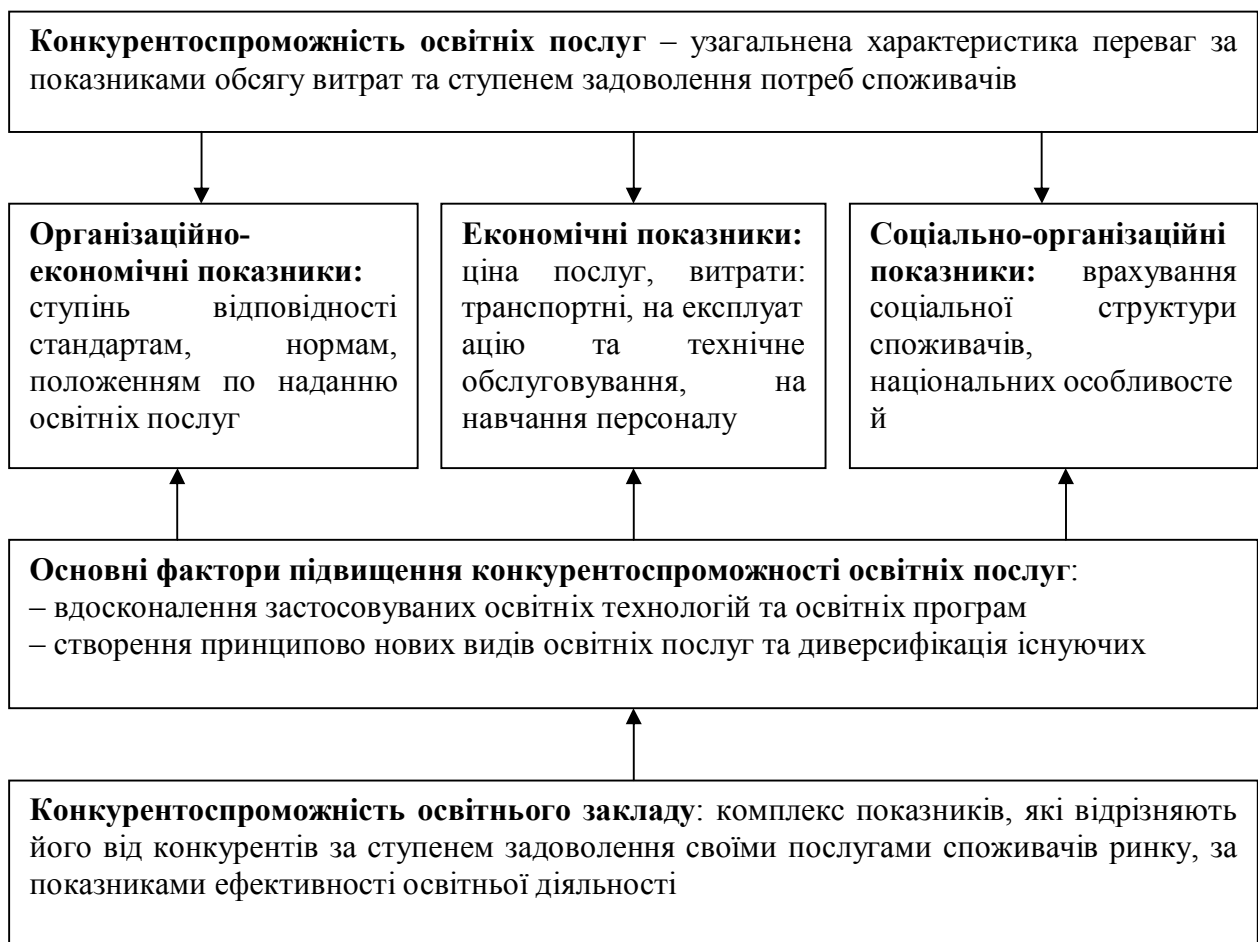 Конкурентоспроможність освітніх послуг – узагальнена характеристика переваг за
показниками обсягу витрат та ступенем задоволення потреб споживачів
Організаційно-
економічні показники:
ступінь відповідності
стандартам, нормам,
положенням по наданню
освітніх послуг
Економічні показники:
ціна послуг, витрати:
транспортні, на експлуат
ацію та технічне
обслуговування, на
навчання персоналу
Соціально-організаційні
показники: врахування
соціальної структури
споживачів,
національних особливосте
й
Основні фактори підвищення конкурентоспроможності освітніх послуг:
– вдосконалення застосовуваних освітніх технологій та освітніх програм
– створення принципово нових видів освітніх послуг та диверсифікація існуючих
Конкурентоспроможність освітнього закладу: комплекс показників, які відрізняють
його від конкурентів за ступенем задоволення своїми послугами споживачів ринку, за
показниками ефективності освітньої діяльності